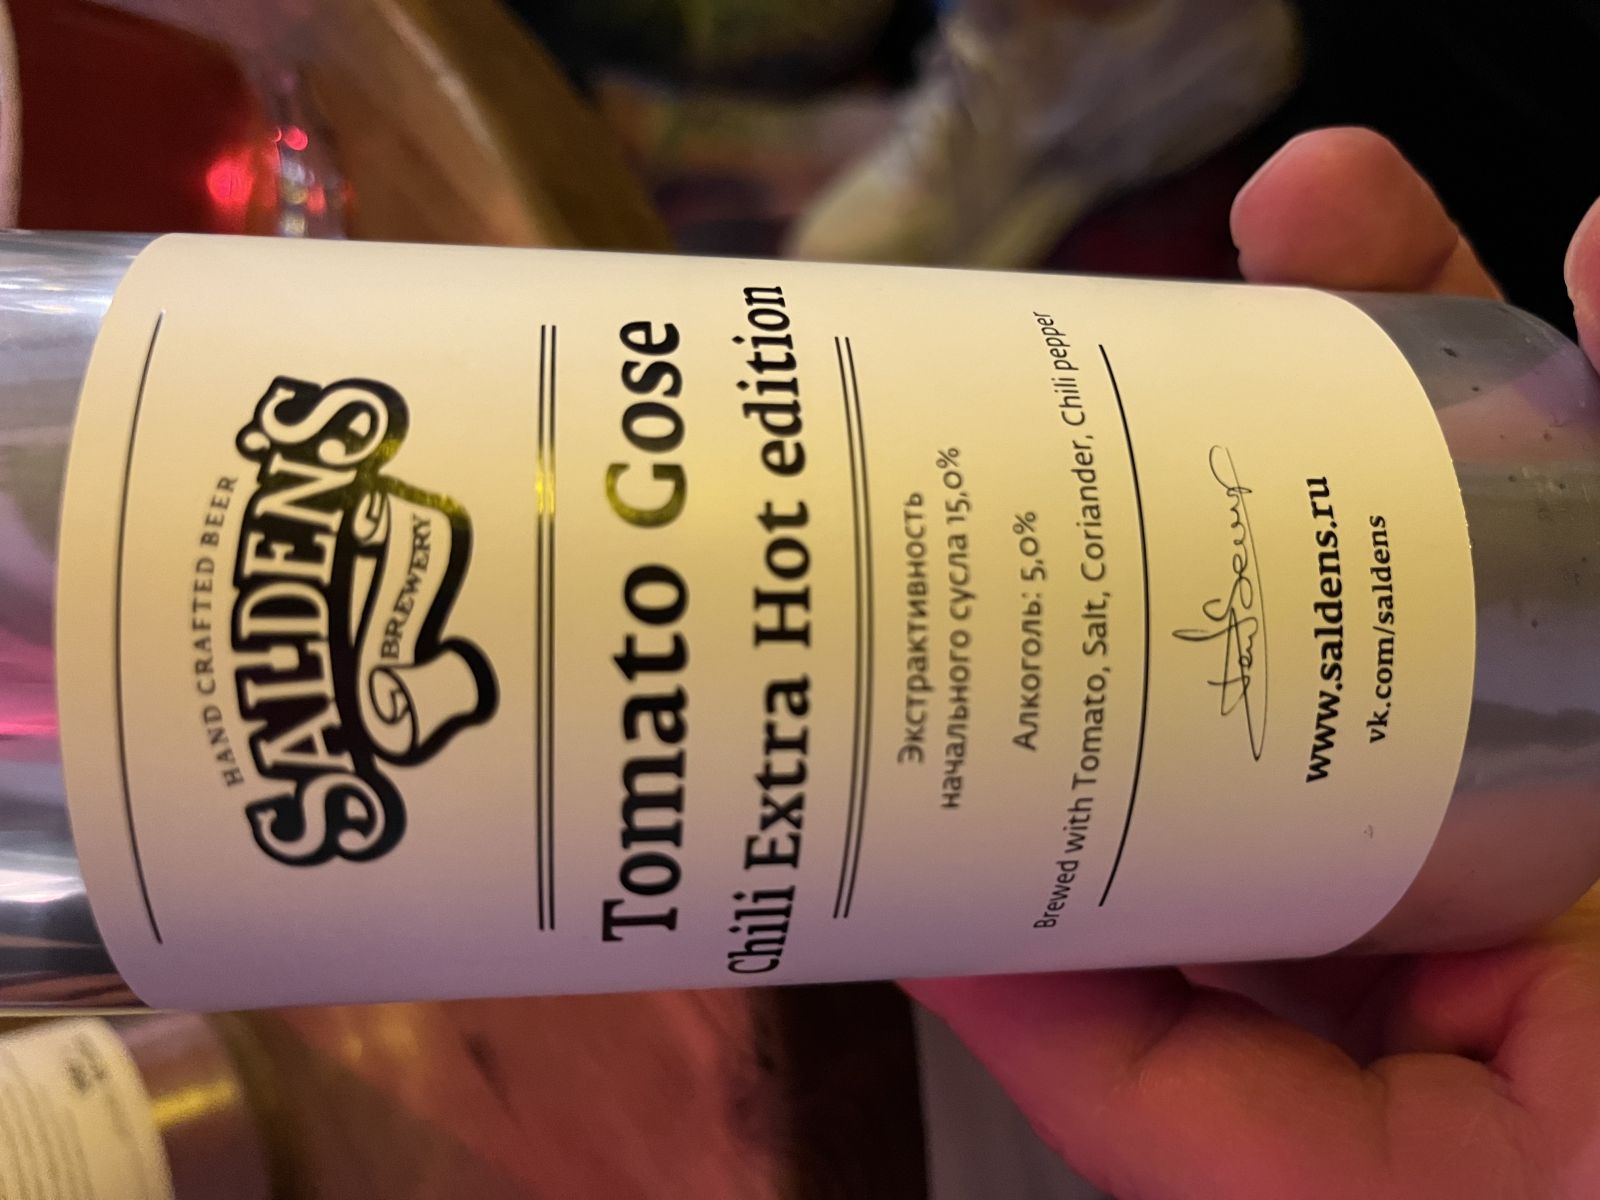 HAND CRAFTED BEER
SALDEN'S
BREWERY
Tomato Gose
Chili Extra Hot edition
Экстрактивность
начального сусла 15,0%
Алкоголь: 5,0%
Brewed with Tomato, Salt, Coriander, Chili pepper
www.saldens.ru
vk.com/saldens